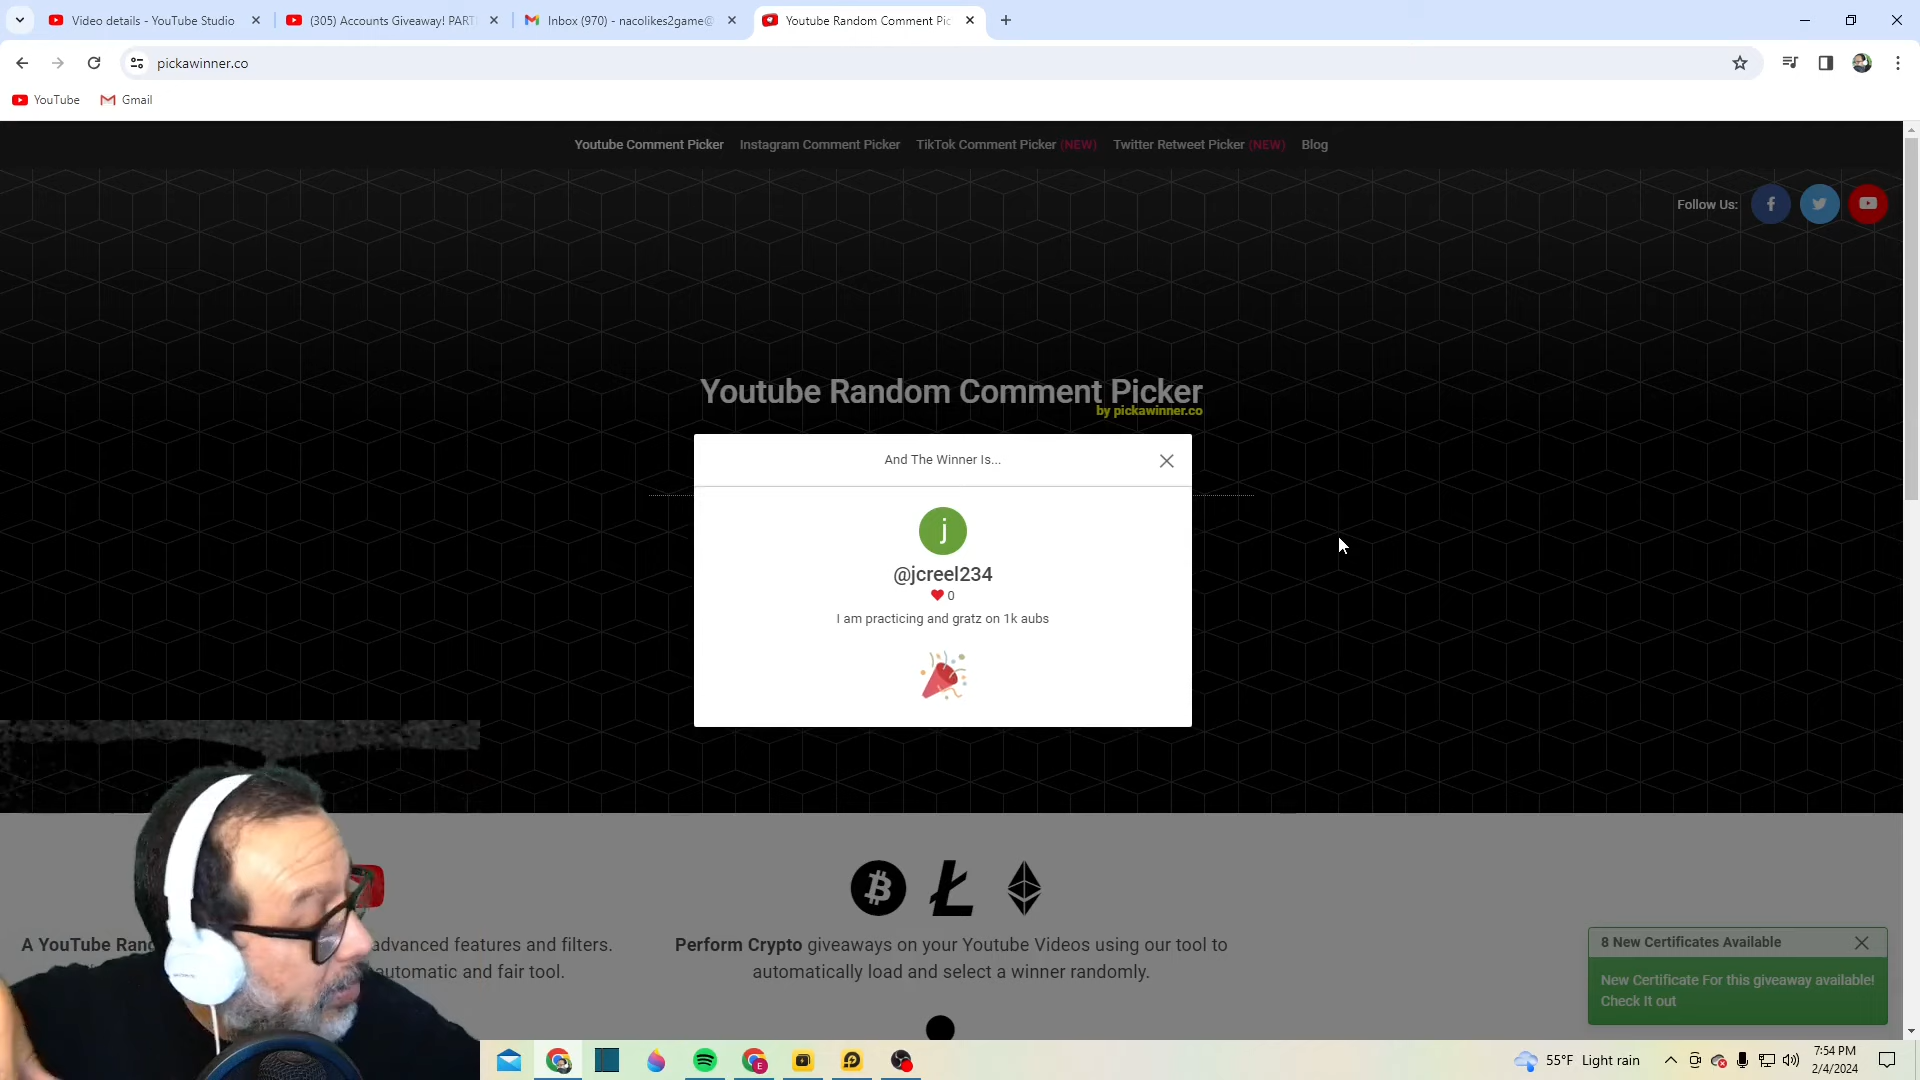 Video details - YouTube Studio
(305) Accounts Giveaway! PART
Inbox (970) - nacolikes2game@
Youtube Random Comment Pic
pickawinner.co
YouTube
Gmail
Youtube Comment Picker
Instagram Comment Picker
TikTok Comment Picker (NEW)
Twitter Retweet Picker (NEW)
Blog
Follow Us:
Youtube Random Comment Picker
by pickawinner.co
And The Winner Is...
j
@jcreel234
0
I am practicing and gratz on 1k aubs
A YouTube Rand
advanced features and filters.
automatic and fair tool.
Perform Crypto giveaways on your Youtube Videos using our tool to
automatically load and select a winner randomly.
8 New Certificates Available
New Certificate For this giveaway available!
Check It out
55°F Light rain
7:54 PM
2/4/2024